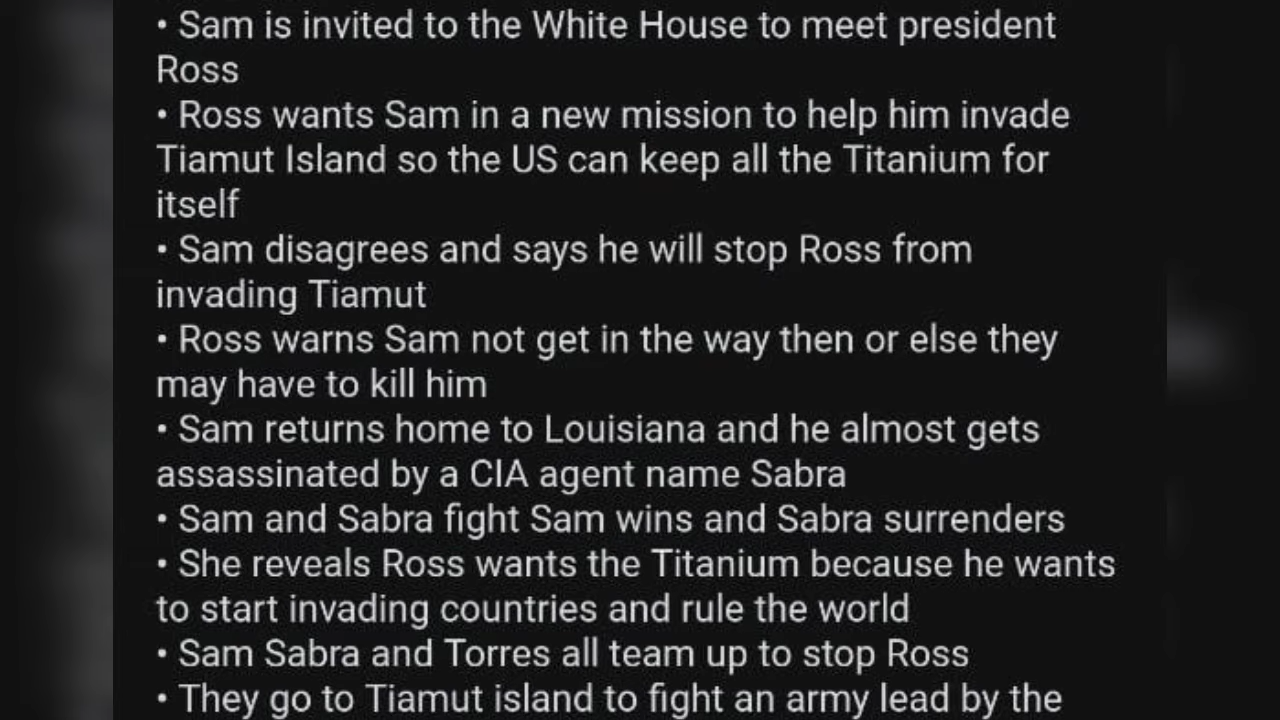 • Sam is invited to the White House to meet president
Ross
• Ross wants Sam in a new mission to help him invade
Tiamut Island so the US can keep all the Titanium for
itself
• Sam disagrees and says he will stop Ross from
invading Tiamut
• Ross warns Sam not get in the way then or else they
may have to kill him
• Sam returns home to Louisiana and he almost gets
assassinated by a CIA agent name Sabra
• Sam and Sabra fight Sam wins and Sabra surrenders
• She reveals Ross wants the Titanium because he wants
to start invading countries and rule the world
• Sam Sabra and Torres all team up to stop Ross
• They go to Tiamut island to fight an army lead by the